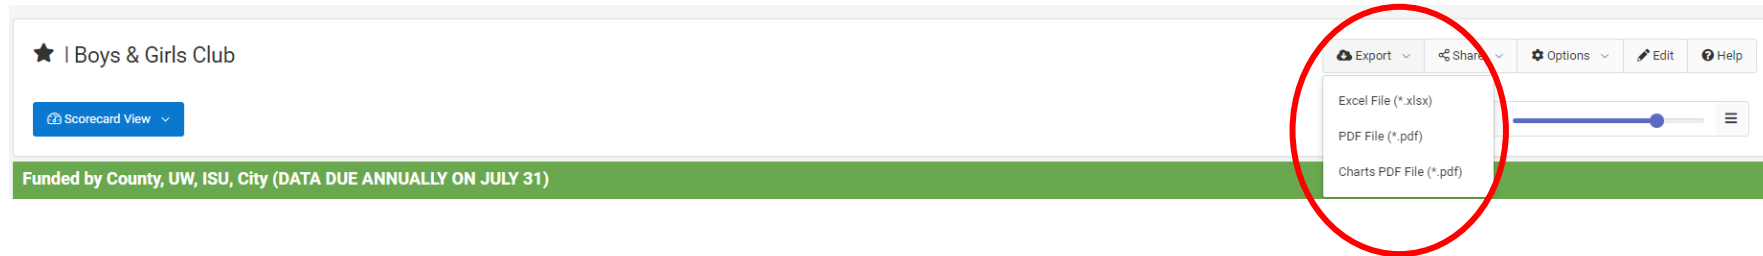 | Boys & Girls Club
Export
Share
Options
Edit
Help
Scorecard View
Excel File (*.xlsx)
PDF File (*.pdf)
Charts PDF File (*.pdf)
Funded by County, UW, ISU, City (DATA DUE ANNUALLY ON JULY 31)